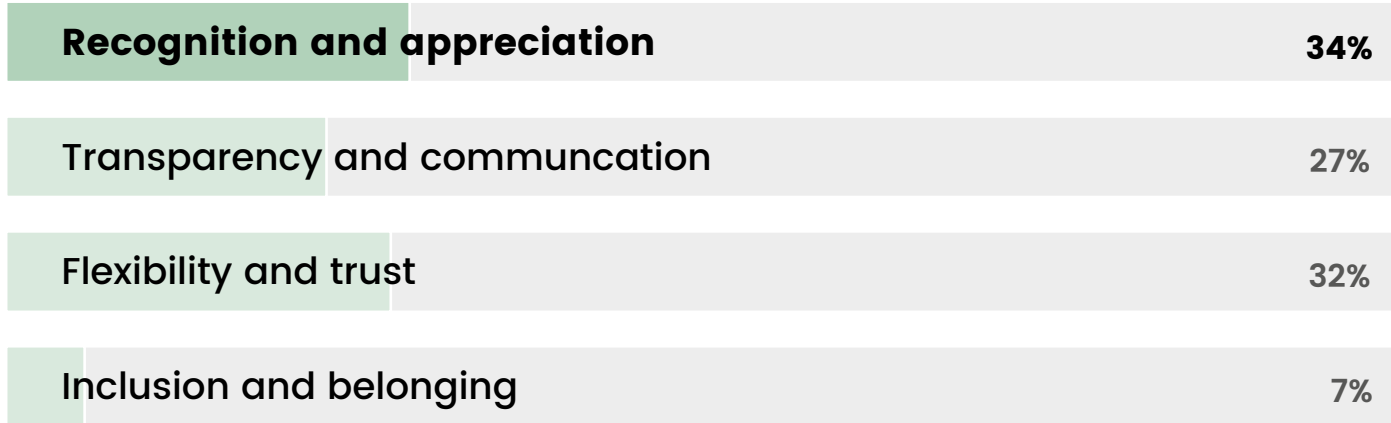 Recognition and appreciation 34%
Transparency and communcation 27%
Flexibility and trust 32%
Inclusion and belonging 7%